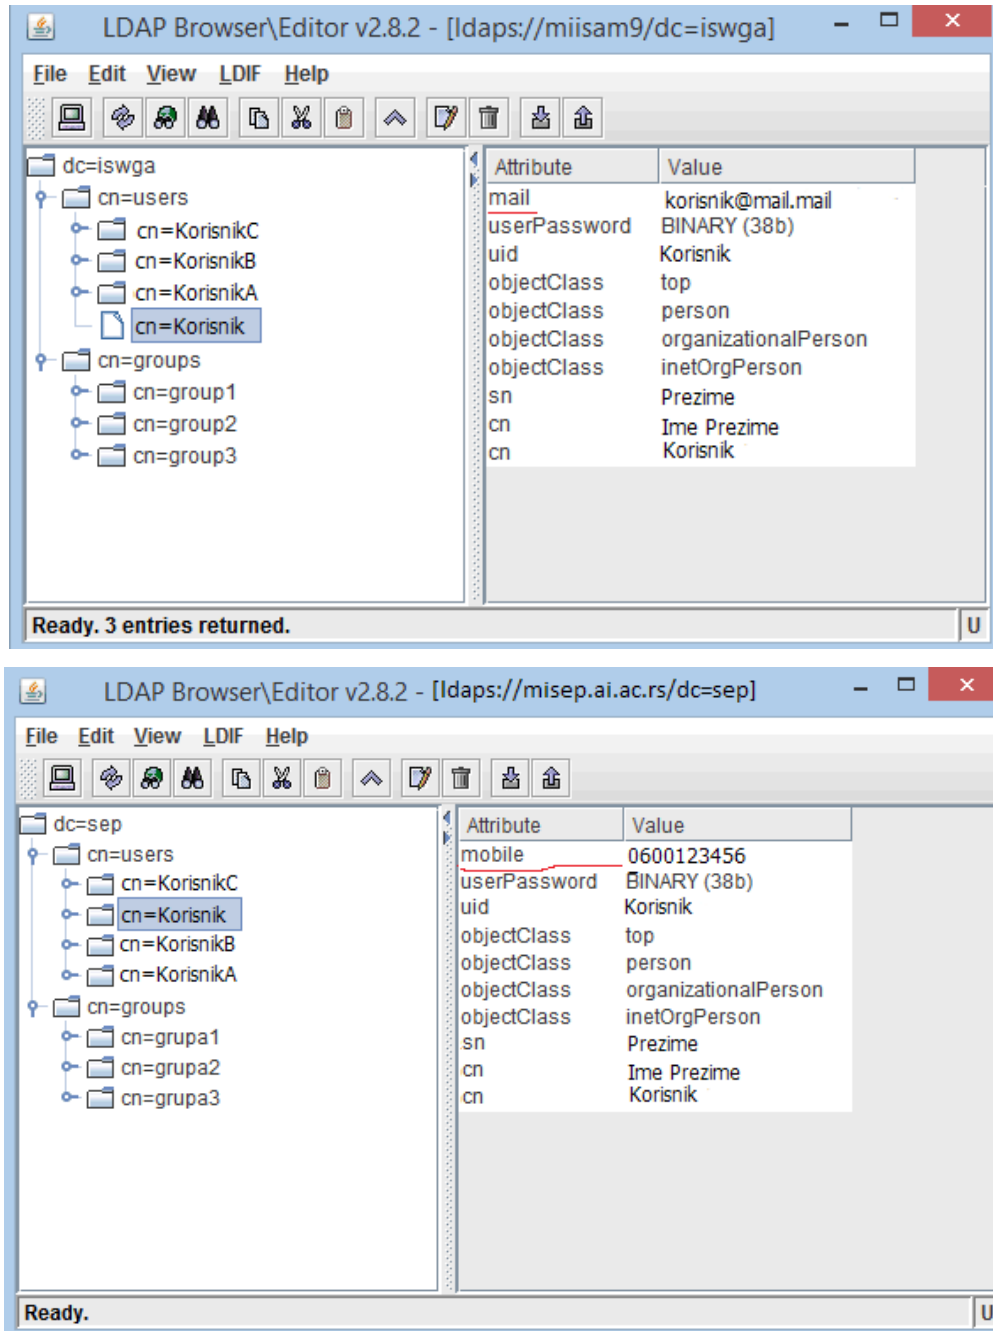 LDAP Browser\Editor v2.8.2 - [ldaps://miisam9/dc=iswga]
File Edit View LDIF Help
dc=iswga
cn=users
cn=KorisnikC
cn=KorisnikB
cn=KorisnikA
cn=Korisnik
cn=groups
cn=group1
cn=group2
cn=group3
Attribute Value
mail korisnik@mail.mail
userPassword BINARY (38b)
uid Korisnik
objectClass top
objectClass person
objectClass organizationalPerson
objectClass inetOrgPerson
sn Prezime
cn Ime Prezime
cn Korisnik
Ready. 3 entries returned. U
LDAP Browser\Editor v2.8.2 - [ldaps://misep.ai.ac.rs/dc=sep]
File Edit View LDIF Help
dc=sep
cn=users
cn=KorisnikC
cn=Korisnik
cn=KorisnikB
cn=KorisnikA
cn=groups
cn=grupa1
cn=grupa2
cn=grupa3
Attribute Value
mobile 0600123456
userPassword BINARY (38b)
uid Korisnik
objectClass top
objectClass person
objectClass organizationalPerson
objectClass inetOrgPerson
sn Prezime
cn Ime Prezime
cn Korisnik
Ready. U